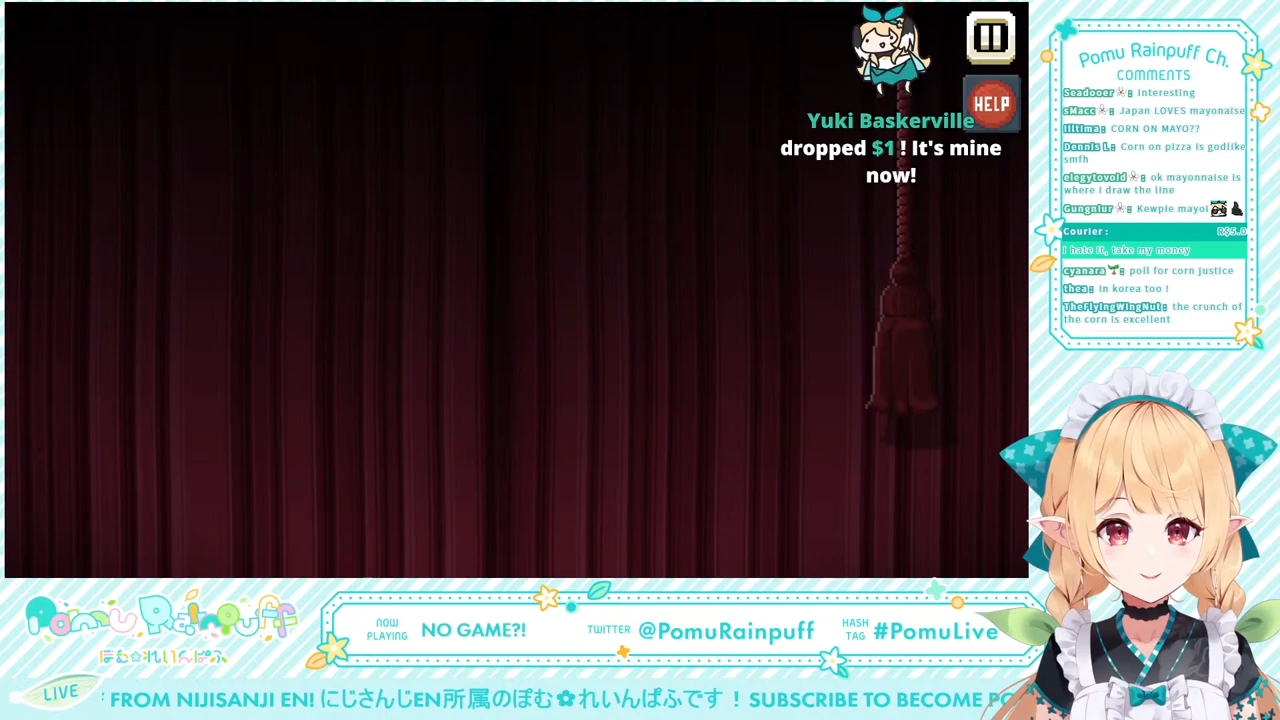 HELP
Yuki Baskerville
dropped $1 ! It's mine
now!
Pomu Rainpuff Ch.
COMMENTS
Seadooer: interesting
sMacc: Japan LOVES mayonaise
illtima: CORN ON MAYO??
Dennis L: Corn on pizza is godlike
smfh
elegytovoid: ok mayonnaise is
where I draw the line
Gungniur: Kewpie mayo!
Courier: R$5.0
I hate it, take my money
cyanara: poll for corn justice
thea: in korea too !
TheFlyingWingNut: the crunch of
the corn is excellent
Pomu Rainpuff
ぽむ✿れいんぱふ
NOW
PLAYING
NO GAME?!
TWITTER @PomuRainpuff
HASH
TAG
#PomuLive
LIVE
FROM NIJISANJI EN! にじさんじEN所属のぽむ✿れいんぱふです! SUBSCRIBE TO BECOME PO